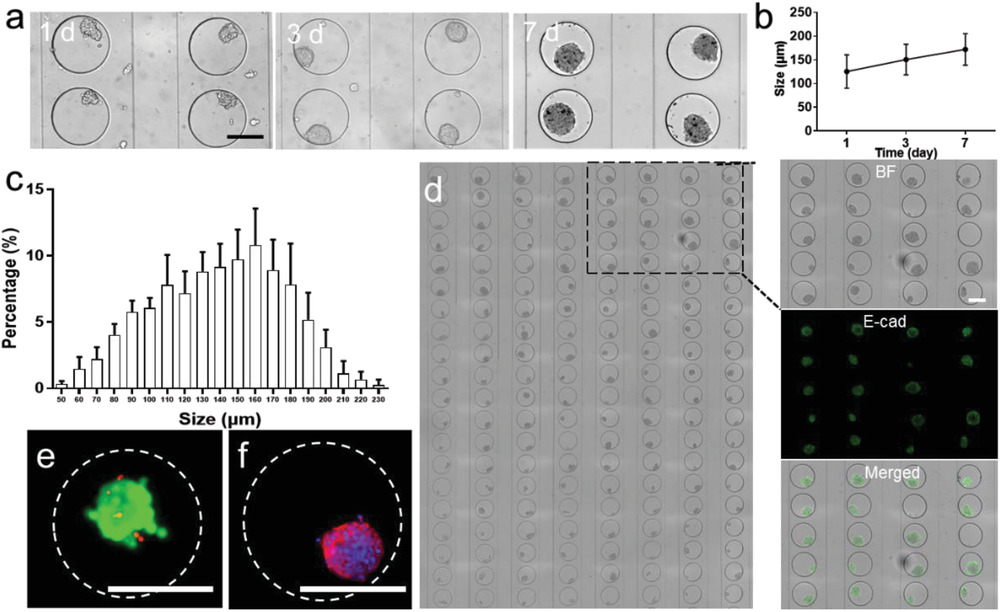 a
1 d
3 d
7 d
b
Size (µm)
250
200
150
100
50
0
1
3
7
Time (day)
c
Percentage (%)
15
10
5
0
50 60 70 80 90 100 110 120 130 140 150 160 170 180 190 200 210 220 230
Size (µm)
d
BF
E-cad
Merged
e
f